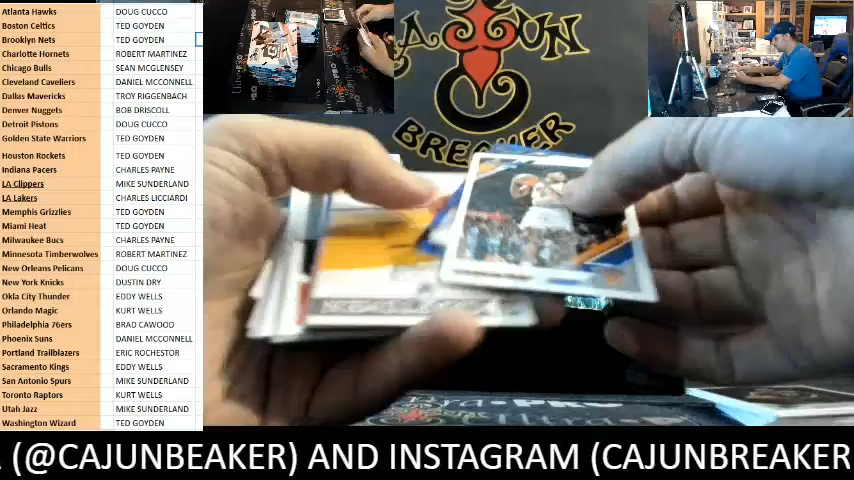 Atlanta Hawks DOUG CUCCO
Boston Celtics TED GOYDEN
Brooklyn Nets TED GOYDEN
Charlotte Hornets ROBERT MARTINEZ
Chicago Bulls SEAN MCGLENSEY
Cleveland Caveliers DANIEL MCCONNELL
Dallas Mavericks TROY RIGGENBACH
Denver Nuggets BOB DRISCOLL
Detroit Pistons DOUG CUCCO
Golden State Warriors TED GOYDEN
Houston Rockets TED GOYDEN
Indiana Pacers CHARLES PAYNE
LA Clippers MIKE SUNDERLAND
LA Lakers CHARLES LICCIARDI
Memphis Grizzlies TED GOYDEN
Miami Heat TED GOYDEN
Milwaukee Bucs CHARLES PAYNE
Minnesota Timberwolves ROBERT MARTINEZ
New Orleans Pelicans DOUG CUCCO
New York Knicks DUSTIN DRY
Okla City Thunder EDDY WELLS
Orlando Magic KURT WELLS
Philadelphia 76ers BRAD CAWOOD
Phoenix Suns DANIEL MCCONNELL
Portland Trailblazers ERIC ROCHESTOR
Sacramento Kings EDDY WELLS
San Antonio Spurs MIKE SUNDERLAND
Toronto Raptors KURT WELLS
Utah Jazz MIKE SUNDERLAND
Washington Wizard TED GOYDEN
JUN
BREAKER
(@CAJUNBEAKER) AND INSTAGRAM (CAJUNBREAKER